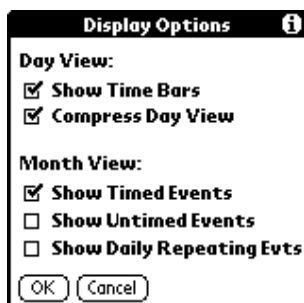 Display Options
Day View:
Show Time Bars
Compress Day View
Month View:
Show Timed Events
Show Untimed Events
Show Daily Repeating Evts
OK Cancel